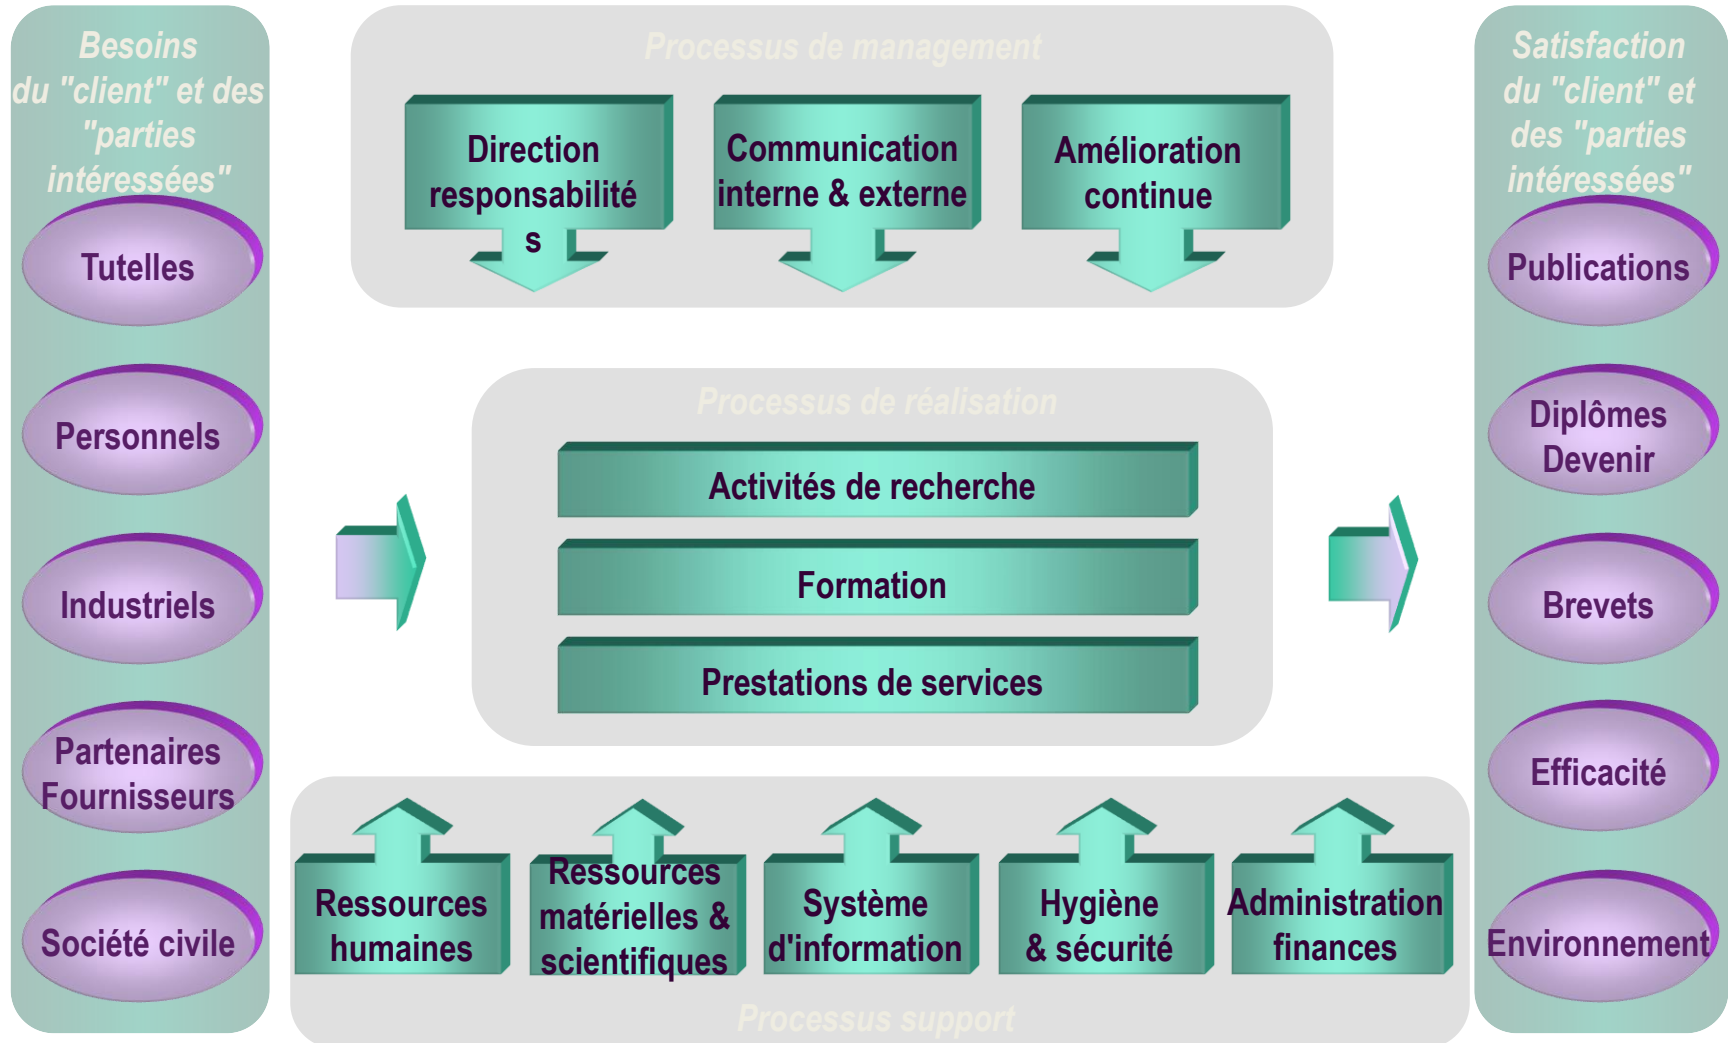 Besoins
du "client" et des
"parties
intéressées"
Tutelles
Personnels
Industriels
Partenaires
Fournisseurs
Société civile
Processus de management
Direction
responsabilité
s
Communication
interne & externe
Amélioration
continue
Processus de réalisation
Activités de recherche
Formation
Prestations de services
Ressources
humaines
Ressources
matérielles &
scientifiques
Système
d'information
Hygiène
& sécurité
Administration
finances
Processus support
Satisfaction
du "client" et
des "parties
intéressées"
Publications
Diplômes
Devenir
Brevets
Efficacité
Environnement